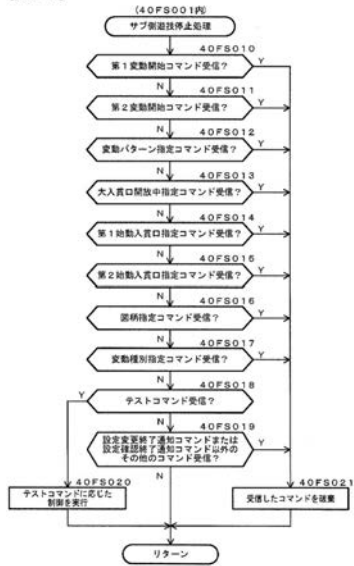 (40FS001内)
サブ側遊技停止処理
40FS010
第1変動開始コマンド受信?
Y
N
40FS011
第2変動開始コマンド受信?
Y
N
40FS012
変動パターン指定コマンド受信?
Y
N
40FS013
大入賞口開放中指定コマンド受信?
Y
N
40FS014
第1始動入賞口指定コマンド受信?
Y
N
40FS015
第2始動入賞口指定コマンド受信?
Y
N
40FS016
図柄指定コマンド受信?
Y
N
40FS017
変動種別指定コマンド受信?
Y
N
40FS018
Y
テストコマンド受信?
N
40FS019
設定変更終了通知コマンドまたは
設定確認終了通知コマンド以外の
その他のコマンド受信?
Y
N
40FS020
テストコマンドに応じた
制御を実行
40FS021
受信したコマンドを破棄
リターン